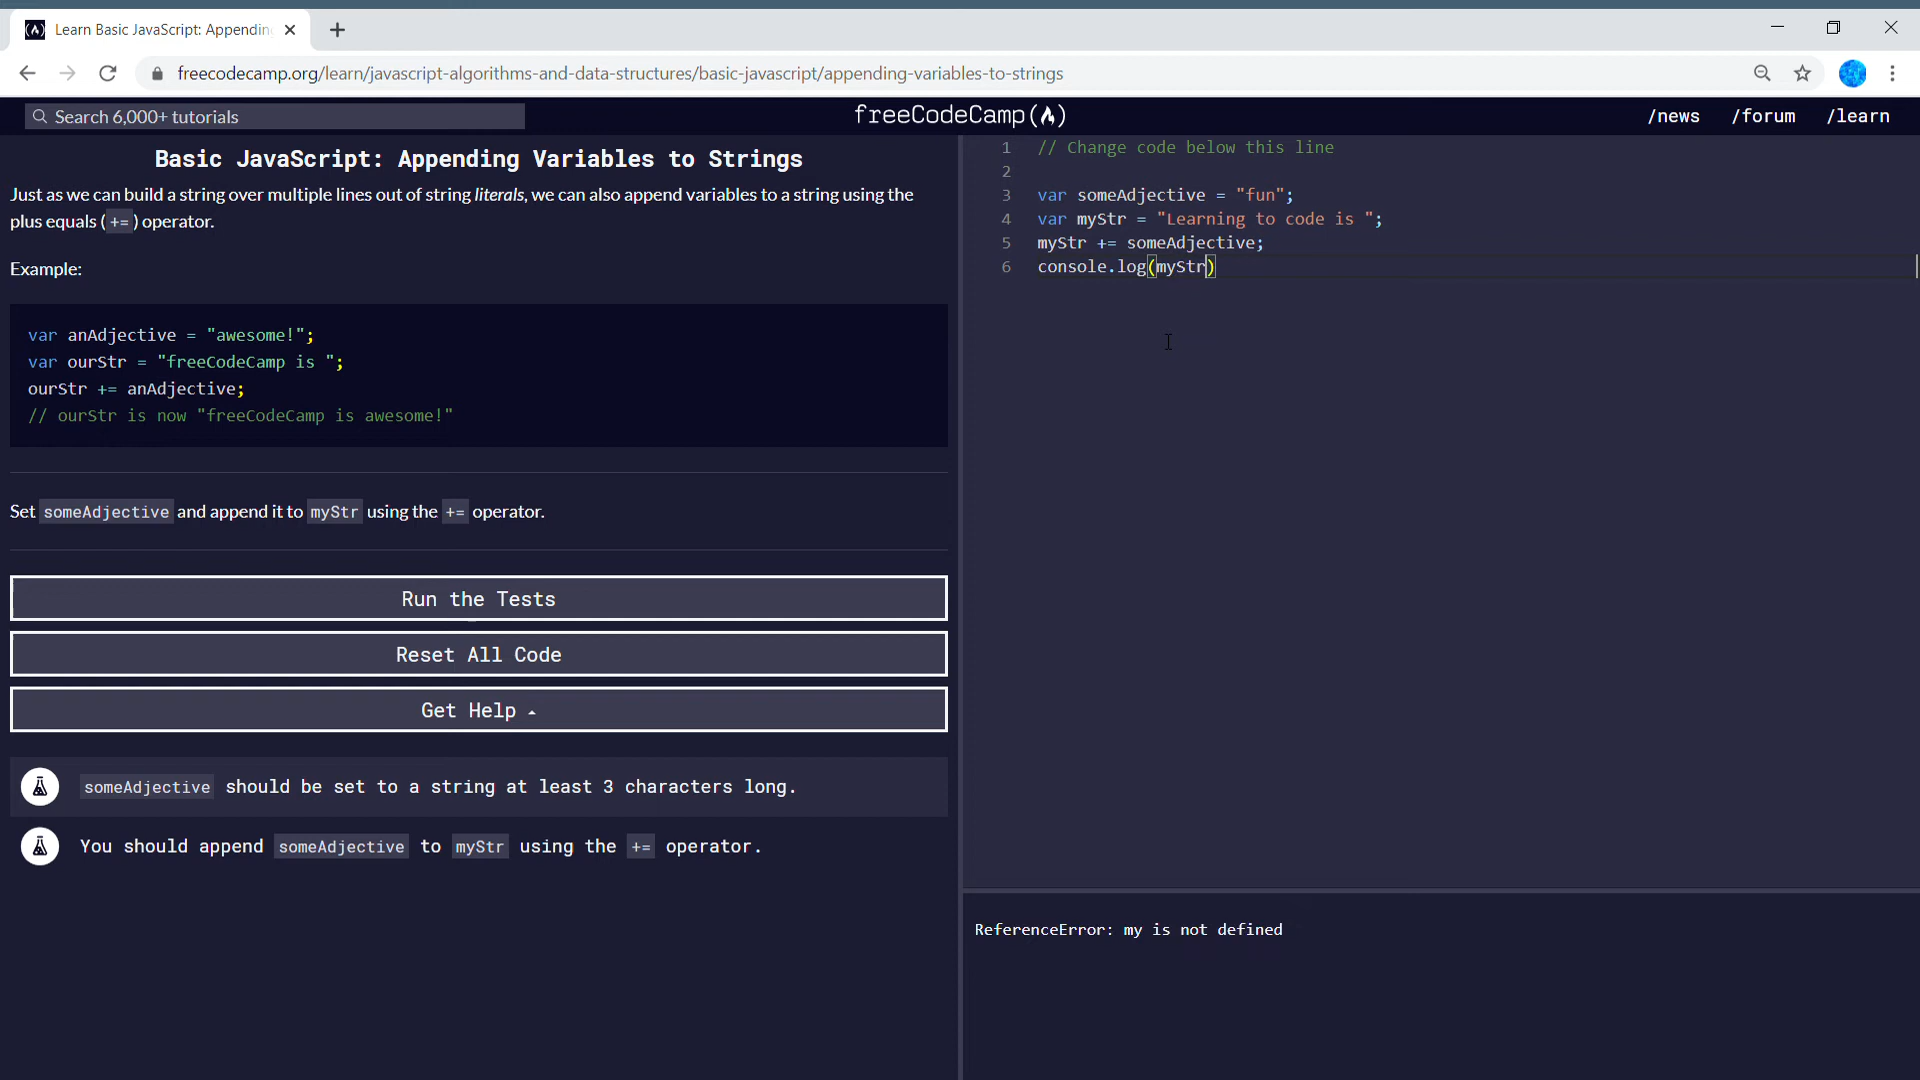 Learn Basic JavaScript: Appending
freecodecamp.org/learn/javascript-algorithms-and-data-structures/basic-javascript/appending-variables-to-strings
Search 6,000+ tutorials
freeCodeCamp
/news
/forum
/learn
Basic JavaScript: Appending Variables to Strings
Just as we can build a string over multiple lines out of string literals, we can also append variables to a string using the
plus equals ( += ) operator.
Example:
var anAdjective = "awesome!";
var ourStr = "freeCodeCamp is ";
ourStr += anAdjective;
// ourStr is now "freeCodeCamp is awesome!"
Set someAdjective and append it to myStr using the += operator.
Run the Tests
Reset All Code
Get Help
someAdjective should be set to a string at least 3 characters long.
You should append someAdjective to myStr using the += operator.
1 // Change code below this line
2
3 var someAdjective = "fun";
4 var myStr = "Learning to code is ";
5 myStr += someAdjective;
6 console.log(myStr)
ReferenceError: my is not defined